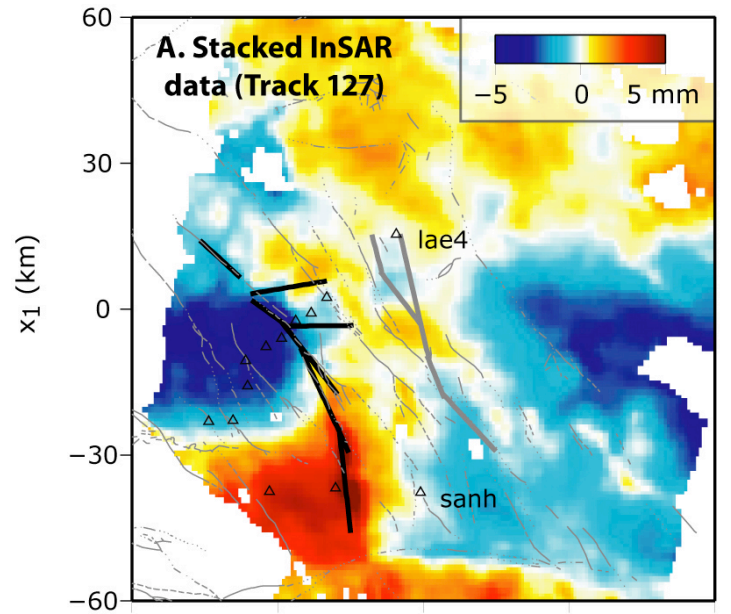 60
A. Stacked InSAR
data (Track 127)
−5 0 5 mm
30
lae4
x1 (km)
0
−30
sanh
−60